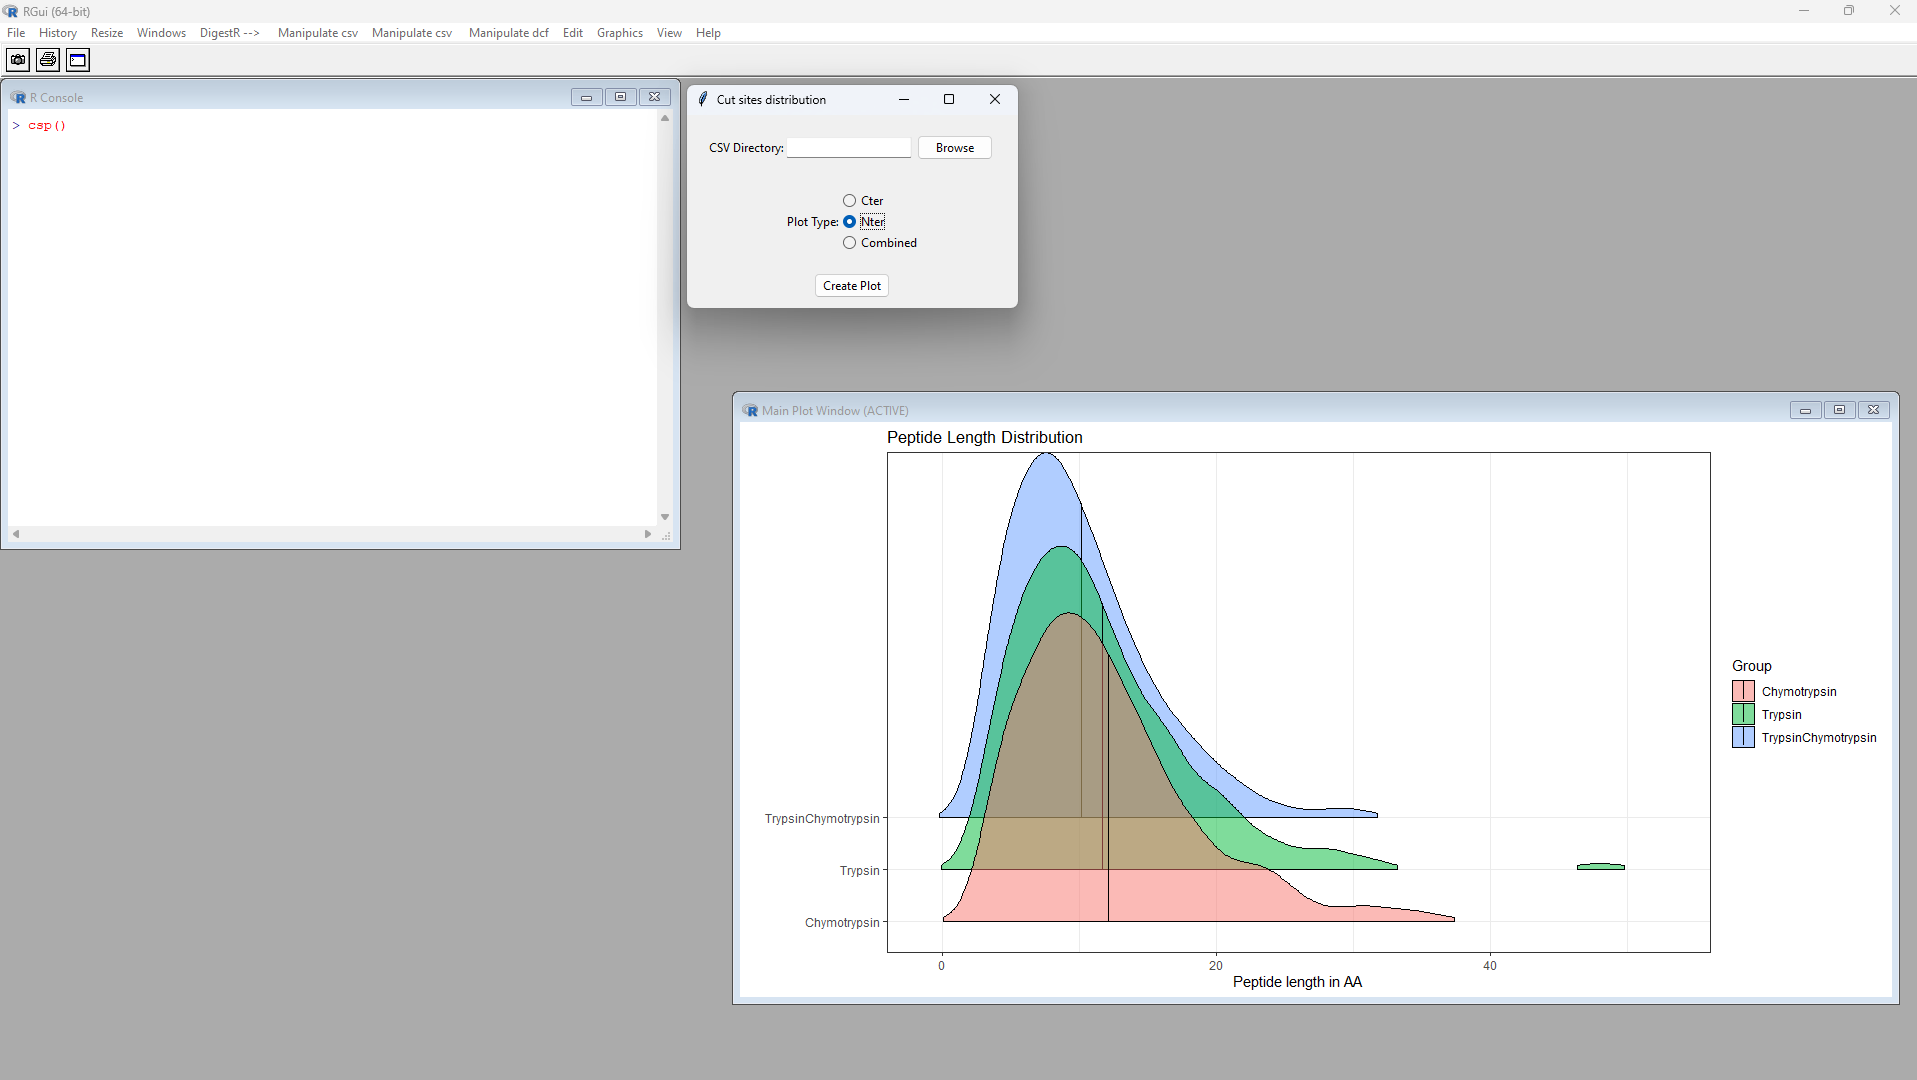 RGui (64-bit)
File History Resize Windows DigestR --> Manipulate csv Manipulate csv Manipulate dcf Edit Graphics View Help
R Console
> csp()
Cut sites distribution
CSV Directory: Browse
Cter
Plot Type: Nter
Combined
Create Plot
Main Plot Window (ACTIVE)
Peptide Length Distribution
TrypsinChymotrypsin
Trypsin
Chymotrypsin
0 20 40
Peptide length in AA
Group
Chymotrypsin
Trypsin
TrypsinChymotrypsin